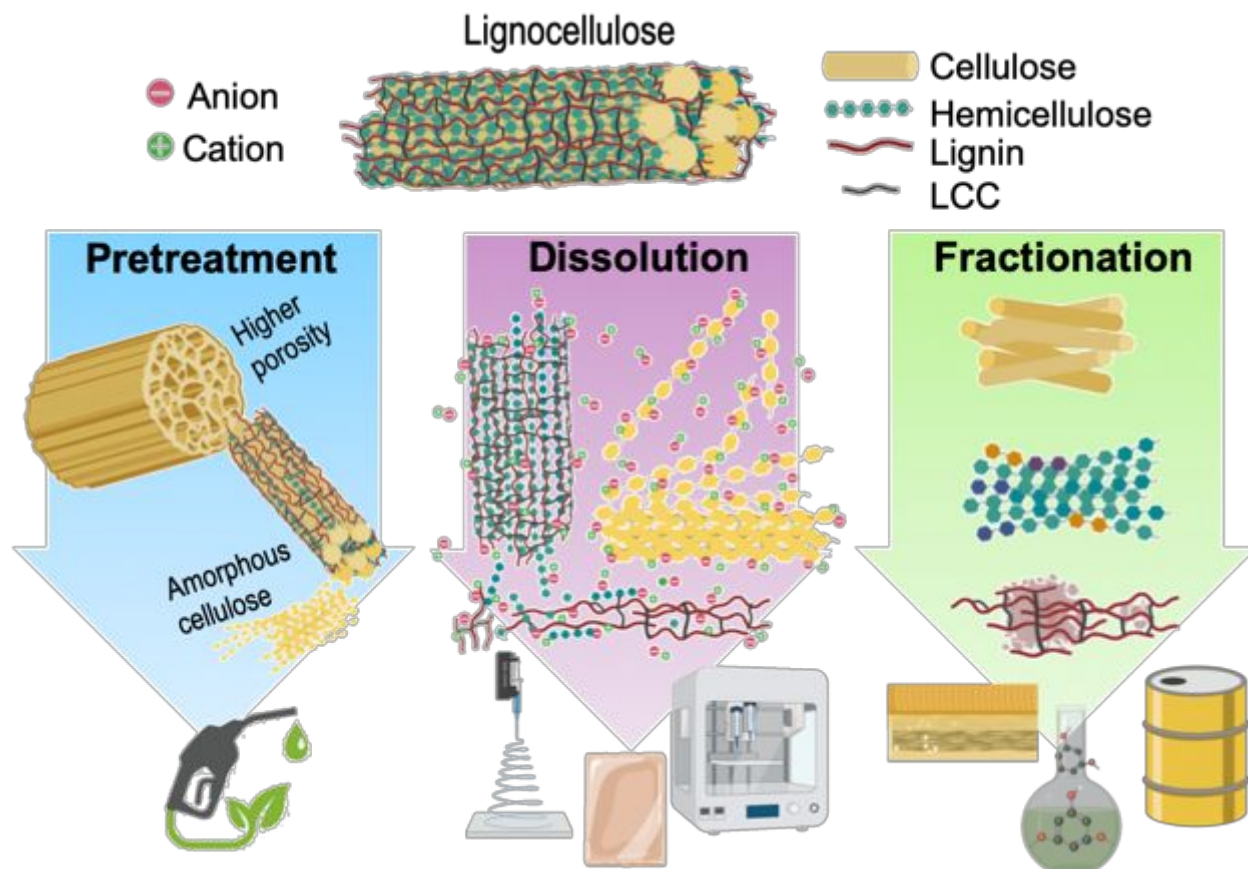 Lignocellulose
Anion
Cation
Cellulose
Hemicellulose
Lignin
LCC
Pretreatment
Higher
porosity
Amorphous
cellulose
Dissolution
Fractionation